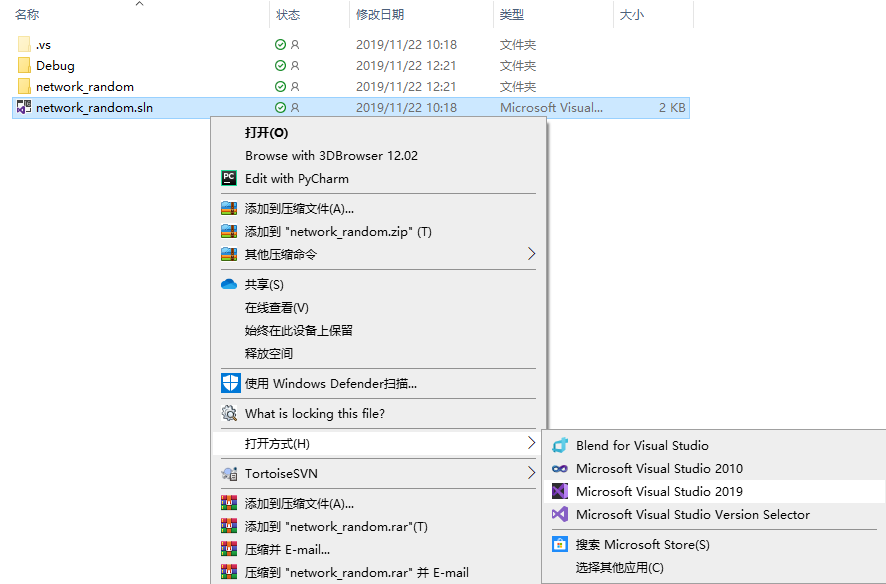 名称 状态 修改日期 类型 大小
.vs 2019/11/22 10:18 文件夹
Debug 2019/11/22 12:21 文件夹
network_random 2019/11/22 12:21 文件夹
network_random.sln 2019/11/22 10:18 Microsoft Visual... 2 KB
打开(O)
Browse with 3DBrowser 12.02
PC Edit with PyCharm
添加到压缩文件(A)...
添加到 "network_random.zip" (T)
其他压缩命令
共享(S)
在线查看(V)
始终在此设备上保留
释放空间
使用 Windows Defender扫描...
What is locking this file?
打开方式(H)
TortoiseSVN
添加到压缩文件(A)...
添加到 "network_random.rar"(T)
压缩并 E-mail...
压缩到 "network_random.rar" 并 E-mail
Blend for Visual Studio
Microsoft Visual Studio 2010
Microsoft Visual Studio 2019
Microsoft Visual Studio Version Selector
搜索 Microsoft Store(S)
选择其他应用(C)